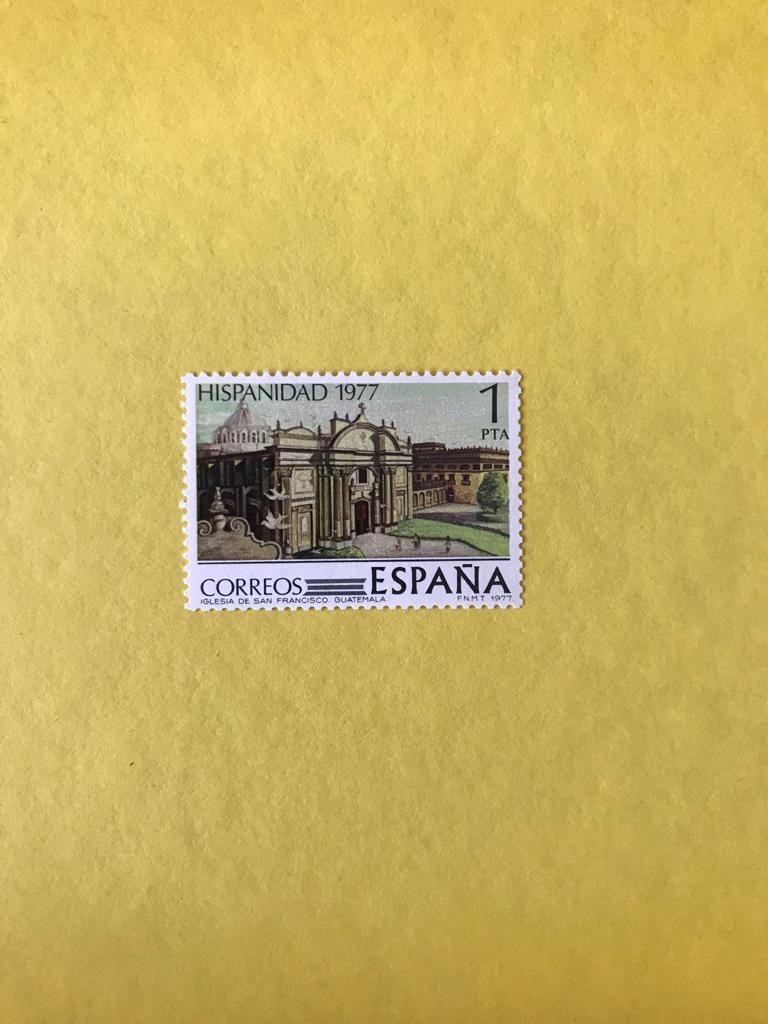 HISPANIDAD 1977
1
PTA
CORREOS ESPAÑA
IGLESIA DE SAN FRANCISCO. GUATEMALA F.N.M.T. 1977